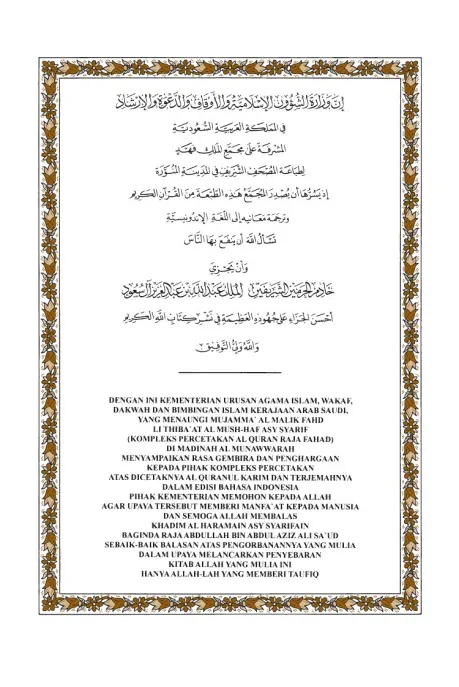 إن وزارة الشؤون الإسلامية والأوقاف والدعوة والإرشاد
في المملكة العربية السعودية
المشرفة على مجمع الملك فهد
لطباعة المصحف الشريف في المدينة المنورة
إذ يسرها أن يصدر المجمع هذه الطبعة من القرآن الكريم
وترجمة معانيه إلى اللغة الإندونيسية
تسأل الله أن ينفع بها الناس
وأن يجزي
خادم الحرمين الشريفين الملك عبدالله بن عبدالعزيز آل سعود
أحسن الجزاء على جهوده العظيمة في نشر كتاب الله الكريم
والله ولي التوفيق
DENGAN INI KEMENTERIAN URUSAN AGAMA ISLAM, WAKAF,
DAKWAH DAN BIMBINGAN ISLAM KERAJAAN ARAB SAUDI,
YANG MENAUNGI MUJAMMA` AL MALIK FAHD
LI THIBA`AT AL MUSH-HAF ASY SYARIF
(KOMPLEKS PERCETAKAN AL QURAN RAJA FAHAD)
DI MADINAH AL MUNAWWARAH
MENYAMPAIKAN RASA GEMBIRA DAN PENGHARGAAN
KEPADA PIHAK KOMPLEKS PERCETAKAN
ATAS DICETAKNYA AL QURANUL KARIM DAN TERJEMAHNYA
DALAM EDISI BAHASA INDONESIA
PIHAK KEMENTERIAN MEMOHON KEPADA ALLAH
AGAR UPAYA TERSEBUT MEMBERI MANFA`AT KEPADA MANUSIA
DAN SEMOGA ALLAH MEMBALAS
KHADIM AL HARAMAIN ASY SYARIFAIN
BAGINDA RAJA ABDULLAH BIN ABDUL AZIZ ALI SA`UD
SEBAIK-BAIK BALASAN ATAS PENGORBANANNYA YANG MULIA
DALAM UPAYA MELANCARKAN PENYEBARAN
KITAB ALLAH YANG MULIA INI
HANYA ALLAH-LAH YANG MEMBERI TAUFIQ